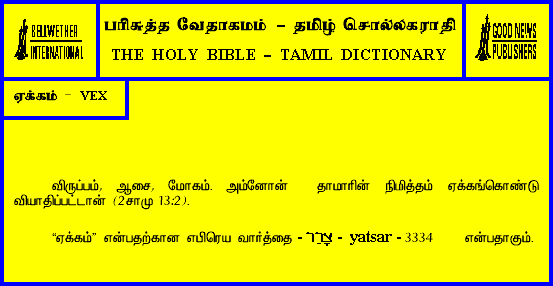 BELLWETHER
INTERNATIONAL
பரிசுத்த வேதாகமம் – தமிழ் சொல்லகராதி
THE HOLY BIBLE – TAMIL DICTIONARY
GOOD NEWS
PUBLISHERS
ஏக்கம் – VEX
விருப்பம், ஆசை, மோகம். அம்னோன் தாமாரின் நிமித்தம் ஏக்கங்கொண்டு
வியாதிப்பட்டான் (2சாமு 13:2).
“ஏக்கம்” என்பதற்கான எபிரெய வார்த்தை - - yatsar - 3334 என்பதாகும்.